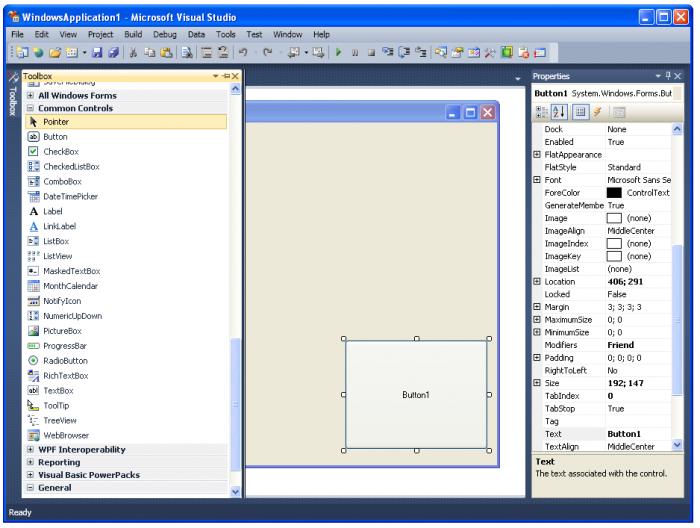 WindowsApplication1 - Microsoft Visual Studio
File Edit View Project Build Debug Data Tools Test Window Help
Toolbox
Toolbox
SaveFileDialog
All Windows Forms
Common Controls
Pointer
Button
CheckBox
CheckedListBox
ComboBox
DateTimePicker
Label
LinkLabel
ListBox
ListView
MaskedTextBox
MonthCalendar
NotifyIcon
NumericUpDown
PictureBox
ProgressBar
RadioButton
RichTextBox
TextBox
ToolTip
TreeView
WebBrowser
WPF Interoperability
Reporting
Visual Basic PowerPacks
General
Button1
Properties
Button1 System.Windows.Forms.But
Dock None
Enabled True
FlatAppearance
FlatStyle Standard
Font Microsoft Sans Se
ForeColor ControlText
GenerateMembe True
Image (none)
ImageAlign MiddleCenter
ImageIndex (none)
ImageKey (none)
ImageList (none)
Location 406; 291
Locked False
Margin 3; 3; 3; 3
MaximumSize 0; 0
MinimumSize 0; 0
Modifiers Friend
Padding 0; 0; 0; 0
RightToLeft No
Size 192; 147
TabIndex 0
TabStop True
Tag
Text Button1
TextAlign MiddleCenter
Text
The text associated with the control.
Ready